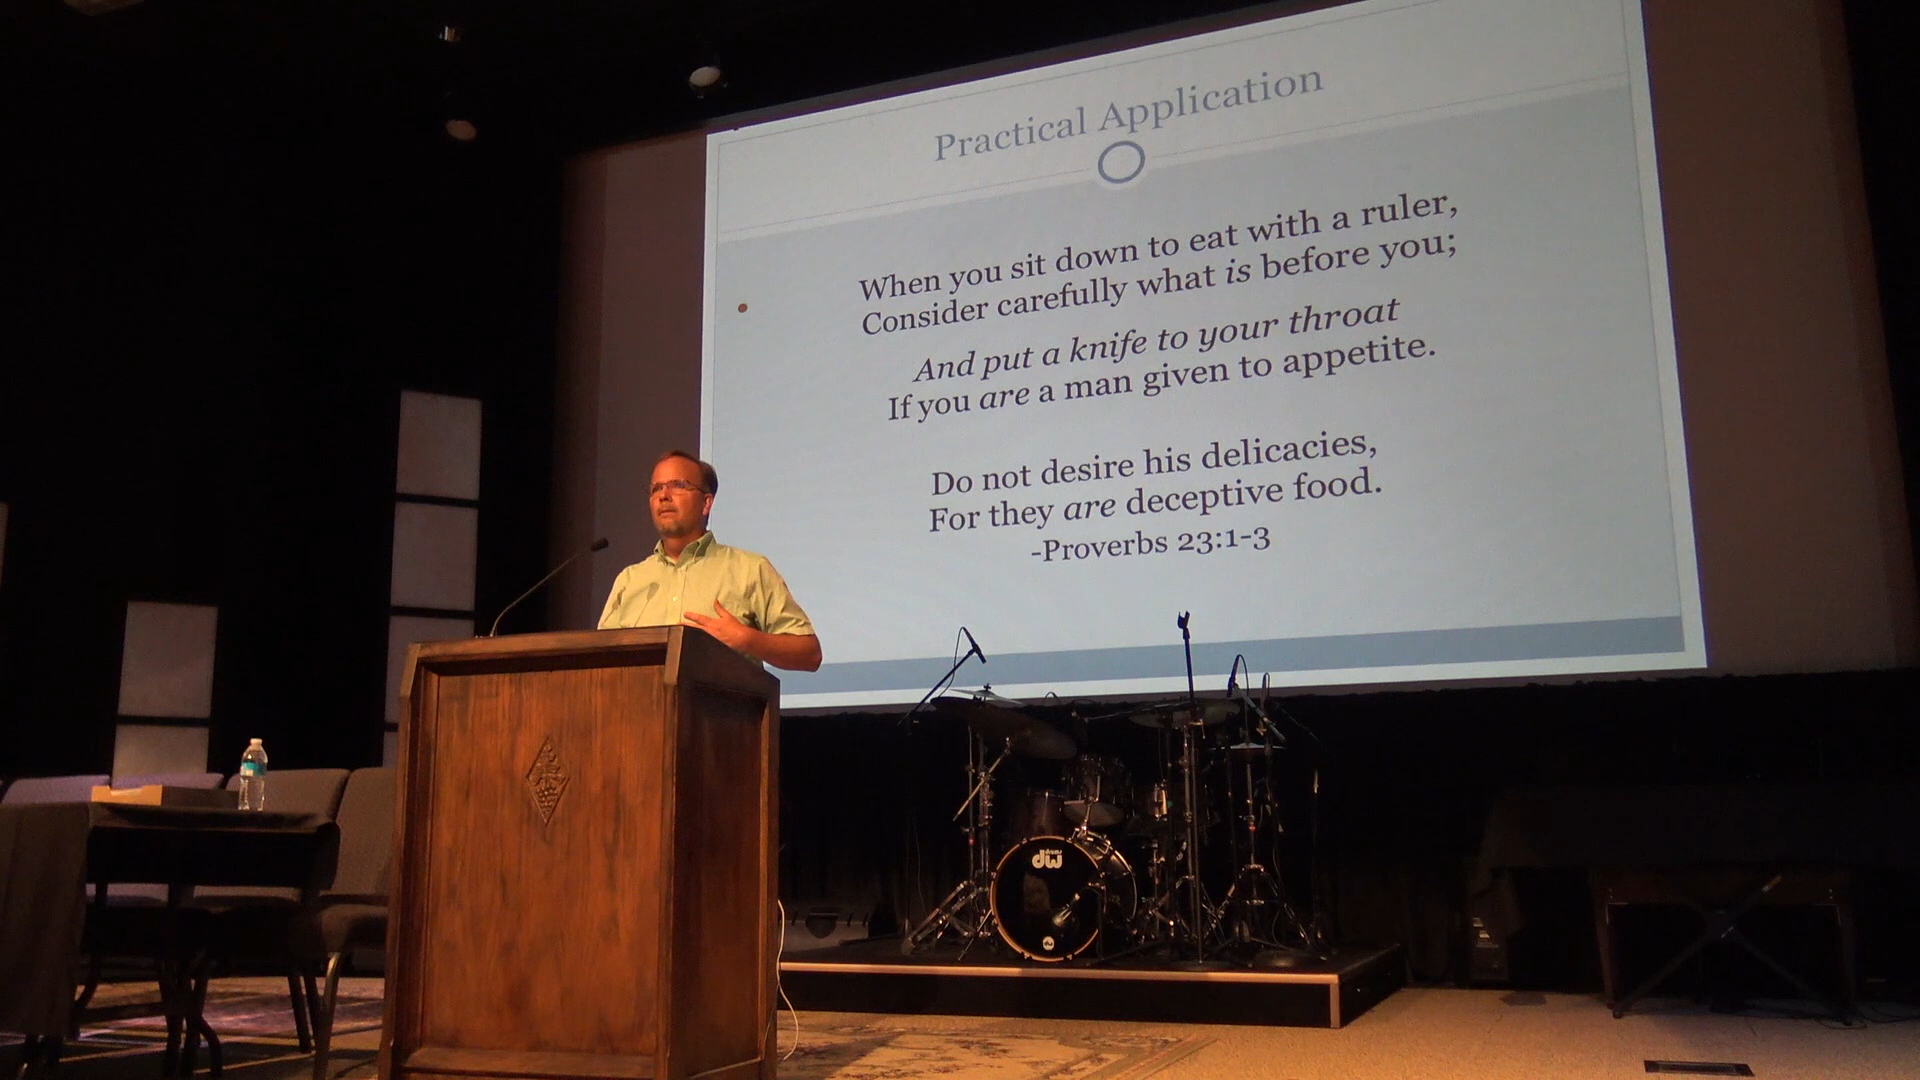 Practical Application
When you sit down to eat with a ruler,
Consider carefully what is before you;
And put a knife to your throat
If you are a man given to appetite.
Do not desire his delicacies,
For they are deceptive food.
-Proverbs 23:1-3
drums
dw
dw